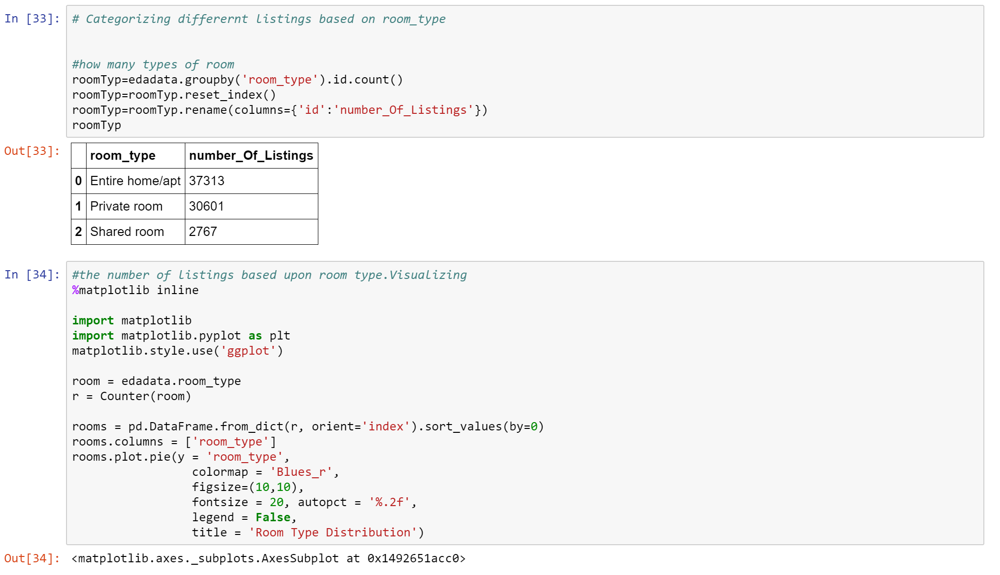 In [33]: # Categorizing differernt listings based on room_type
#how many types of room
roomTyp=edadata.groupby('room_type').id.count()
roomTyp=roomTyp.reset_index()
roomTyp=roomTyp.rename(columns={'id':'number_Of_Listings'})
roomTyp
Out[33]:
room_type number_Of_Listings
0 Entire home/apt 37313
1 Private room 30601
2 Shared room 2767
In [34]: #the number of listings based upon room type.Visualizing
%matplotlib inline
import matplotlib
import matplotlib.pyplot as plt
matplotlib.style.use('ggplot')
room = edadata.room_type
r = Counter(room)
rooms = pd.DataFrame.from_dict(r, orient='index').sort_values(by=0)
rooms.columns = ['room_type']
rooms.plot.pie(y = 'room_type',
colormap = 'Blues_r',
figsize=(10,10),
fontsize = 20, autopct = '%.2f',
legend = False,
title = 'Room Type Distribution')
Out[34]: <matplotlib.axes._subplots.AxesSubplot at 0x1492651acc0>